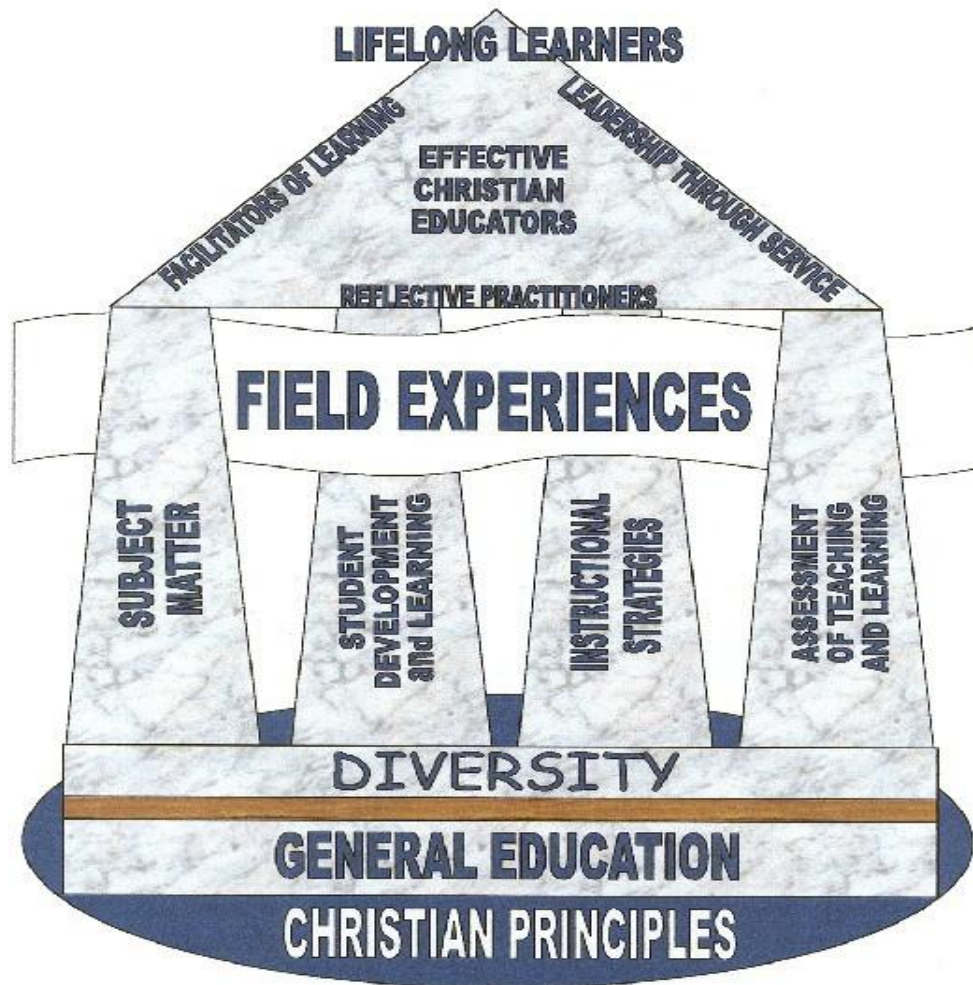 LIFELONG LEARNERS
FACILITATORS OF LEARNING
LEADERSHIP THROUGH SERVICE
EFFECTIVE
CHRISTIAN
EDUCATORS
REFLECTIVE PRACTITIONERS
FIELD EXPERIENCES
SUBJECT
MATTER
STUDENT
DEVELOPMENT
and LEARNING
INSTRUCTIONAL
STRATEGIES
ASSESSMENT
OF TEACHING
AND LEARNING
DIVERSITY
GENERAL EDUCATION
CHRISTIAN PRINCIPLES